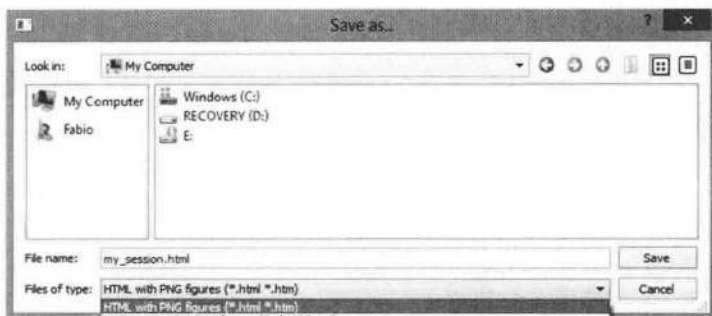 Save as...
?
×
Look in:
My Computer
My Computer
Fabio
Windows (C:)
RECOVERY (D:)
E:
File name:
my_session.html
Save
Files of type:
HTML with PNG figures (*.html *.htm)
Cancel
HTML with PNG figures (*.html *.htm)